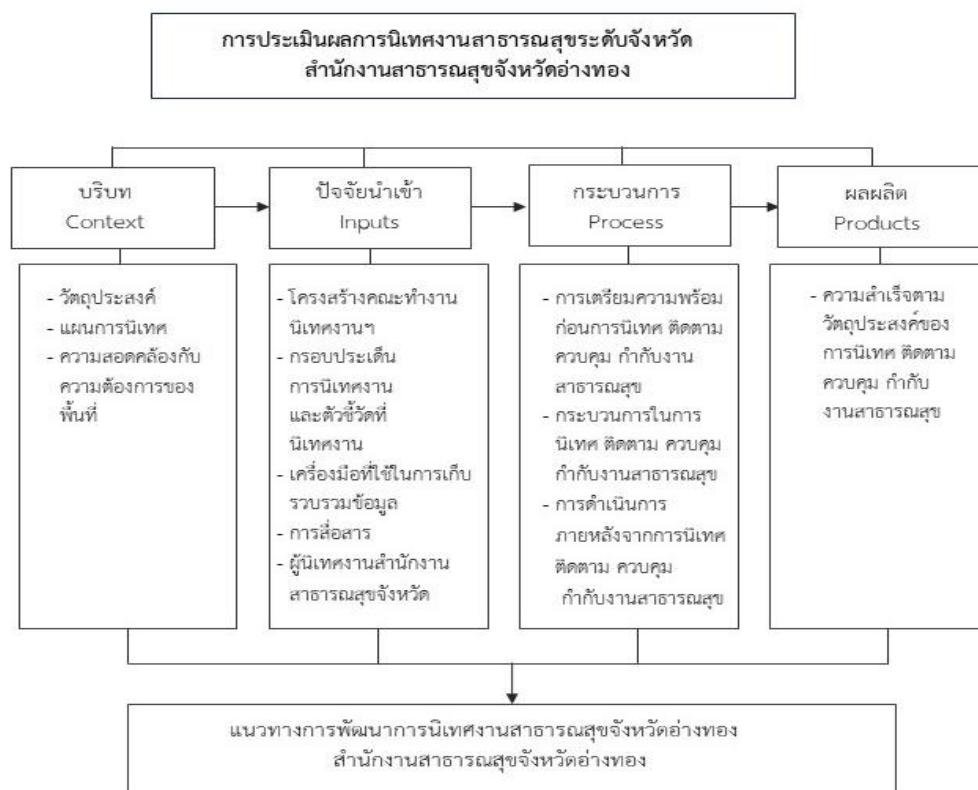 การประเมินผลการนิเทศงานสาธารณสุขระดับจังหวัด
สำนักงานสาธารณสุขจังหวัดอ่างทอง
บริบท
Context
ปัจจัยนำเข้า
Inputs
กระบวนการ
Process
ผลผลิต
Products
- วัตถุประสงค์
- แผนการนิเทศ
- ความสอดคล้องกับ
ความต้องการของ
พื้นที่
- โครงสร้างคณะทำงาน
นิเทศงานฯ
- กรอบประเด็น
การนิเทศงาน
และตัวชี้วัดที่
นิเทศงาน
- เครื่องมือที่ใช้ในการเก็บ
รวบรวมข้อมูล
- การสื่อสาร
- ผู้นิเทศงานสำนักงาน
สาธารณสุขจังหวัด
- การเตรียมความพร้อม
ก่อนการนิเทศ ติดตาม
ควบคุม กำกับงาน
สาธารณสุข
- กระบวนการในการ
นิเทศ ติดตาม ควบคุม
กำกับงานสาธารณสุข
- การดำเนินการ
ภายหลังจากการนิเทศ
ติดตาม ควบคุม
กำกับงานสาธารณสุข
- ความสำเร็จตาม
วัตถุประสงค์ของ
การนิเทศ ติดตาม
ควบคุม กำกับ
งานสาธารณสุข
แนวทางการพัฒนาการนิเทศงานสาธารณสุขจังหวัดอ่างทอง
สำนักงานสาธารณสุขจังหวัดอ่างทอง